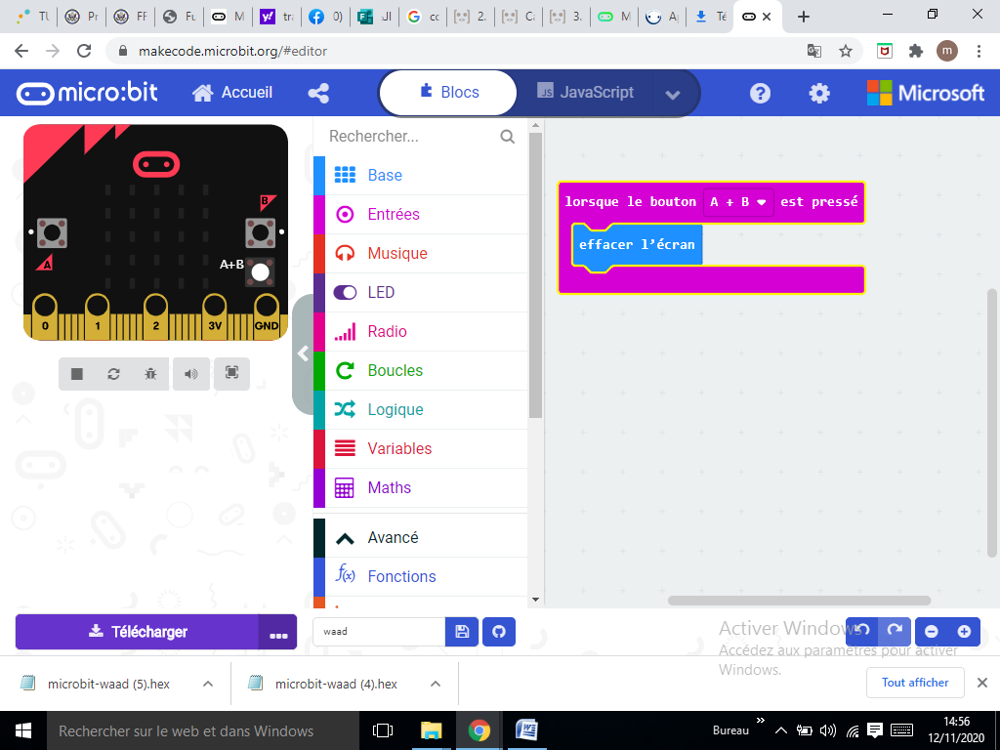 TU
Pr
FF
Fu
M
tra
0)
JI
co
2.
Ca
3.
M
Ap
Té
makecode.microbit.org/#editor
m
micro:bit
Accueil
Blocs
JS JavaScript
?
Microsoft
Rechercher...
Base
Entrées
Musique
LED
Radio
Boucles
Logique
Variables
Maths
Avancé
f(x) Fonctions
B
A
A+B
0 1 2 3V GND
lorsque le bouton A + B est pressé
effacer l'écran
Télécharger ...
waad
Activer Windows
Accédez aux paramètres pour activer
Windows.
microbit-waad (5).hex
microbit-waad (4).hex
Tout afficher
Rechercher sur le web et dans Windows
Bureau »
14:56
12/11/2020